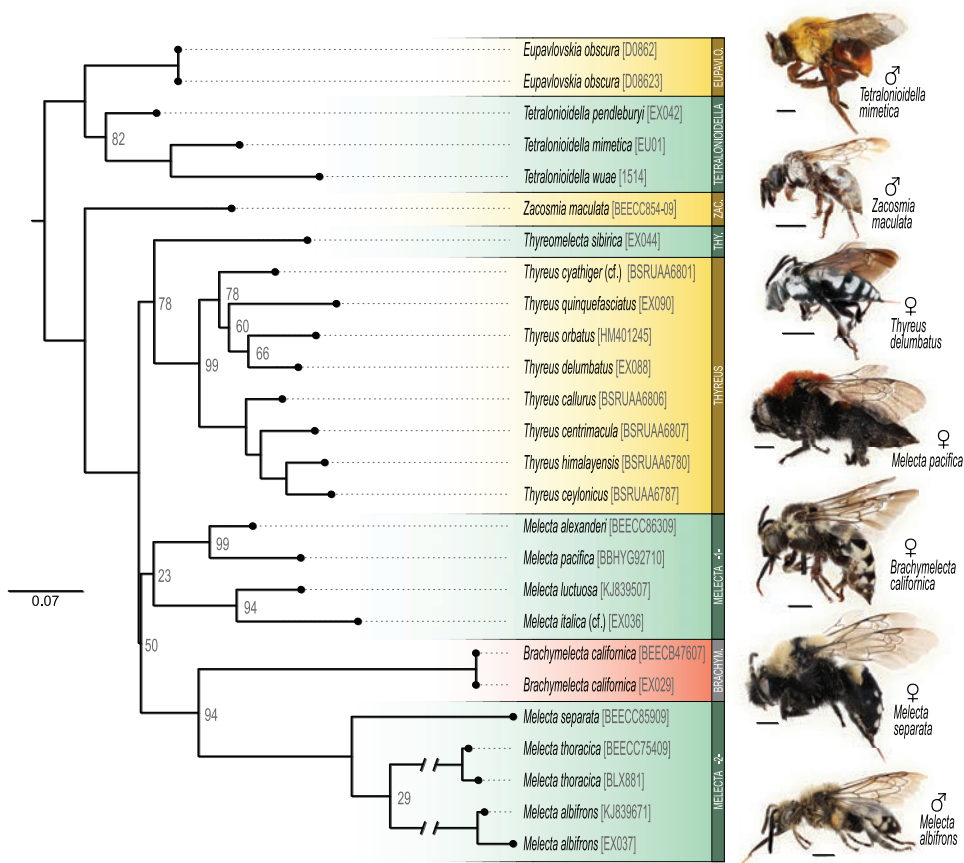 Eupavlovskia obscura [D0862]
Eupavlovskia obscura [D08623]
EUPAVLO.
Tetralonioidella pendleburyi [EX042]
Tetralonioidella mimetica [EU01]
Tetralonioidella wuae [1514]
TETRALONIOIDELLA
82
Zacosmia maculata [BEECC854-09]
ZAC.
Thyreomelecta sibirica [EX044]
THY.
Thyreus cyathiger (cf.) [BSRUAA6801]
Thyreus quinquefasciatus [EX090]
Thyreus orbatus [HM401245]
Thyreus delumbatus [EX088]
Thyreus callurus [BSRUAA6806]
Thyreus centrimacula [BSRUAA6807]
Thyreus himalayensis [BSRUAA6780]
Thyreus ceylonicus [BSRUAA6787]
THYREUS
78
78
60
66
99
Melecta alexanderi [BEECC86309]
Melecta pacifica [BBHYG92710]
Melecta luctuosa [KJ839507]
Melecta italica (cf.) [EX036]
MELECTA -1-
99
23
94
50
0.07
Brachymelecta californica [BEECB47607]
Brachymelecta californica [EX029]
BRACHYM.
94
Melecta separata [BEECC85909]
Melecta thoracica [BEECC75409]
Melecta thoracica [BLX881]
Melecta albifrons [KJ839671]
Melecta albifrons [EX037]
MELECTA -2-
29
♂
Tetralonioidella
mimetica
♂
Zacosmia
maculata
♀
Thyreus
delumbatus
♀
Melecta pacifica
♀
Brachymelecta
californica
♀
Melecta
separata
♂
Melecta
albifrons